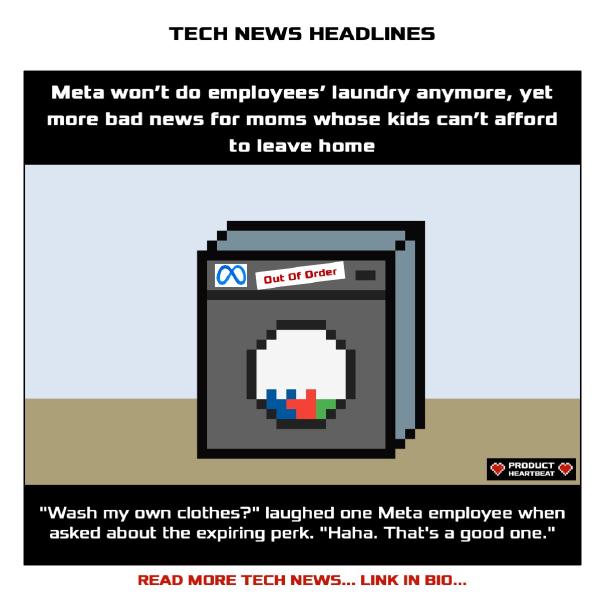 TECH NEWS HEADLINES
Meta won't do employees' laundry anymore, yet
more bad news for moms whose kids can't afford
to leave home
Out Of Order
PRODUCT
HEARTBEAT
"Wash my own clothes?" laughed one Meta employee when
asked about the expiring perk. "Haha. That's a good one."
READ MORE TECH NEWS... LINK IN BIO...